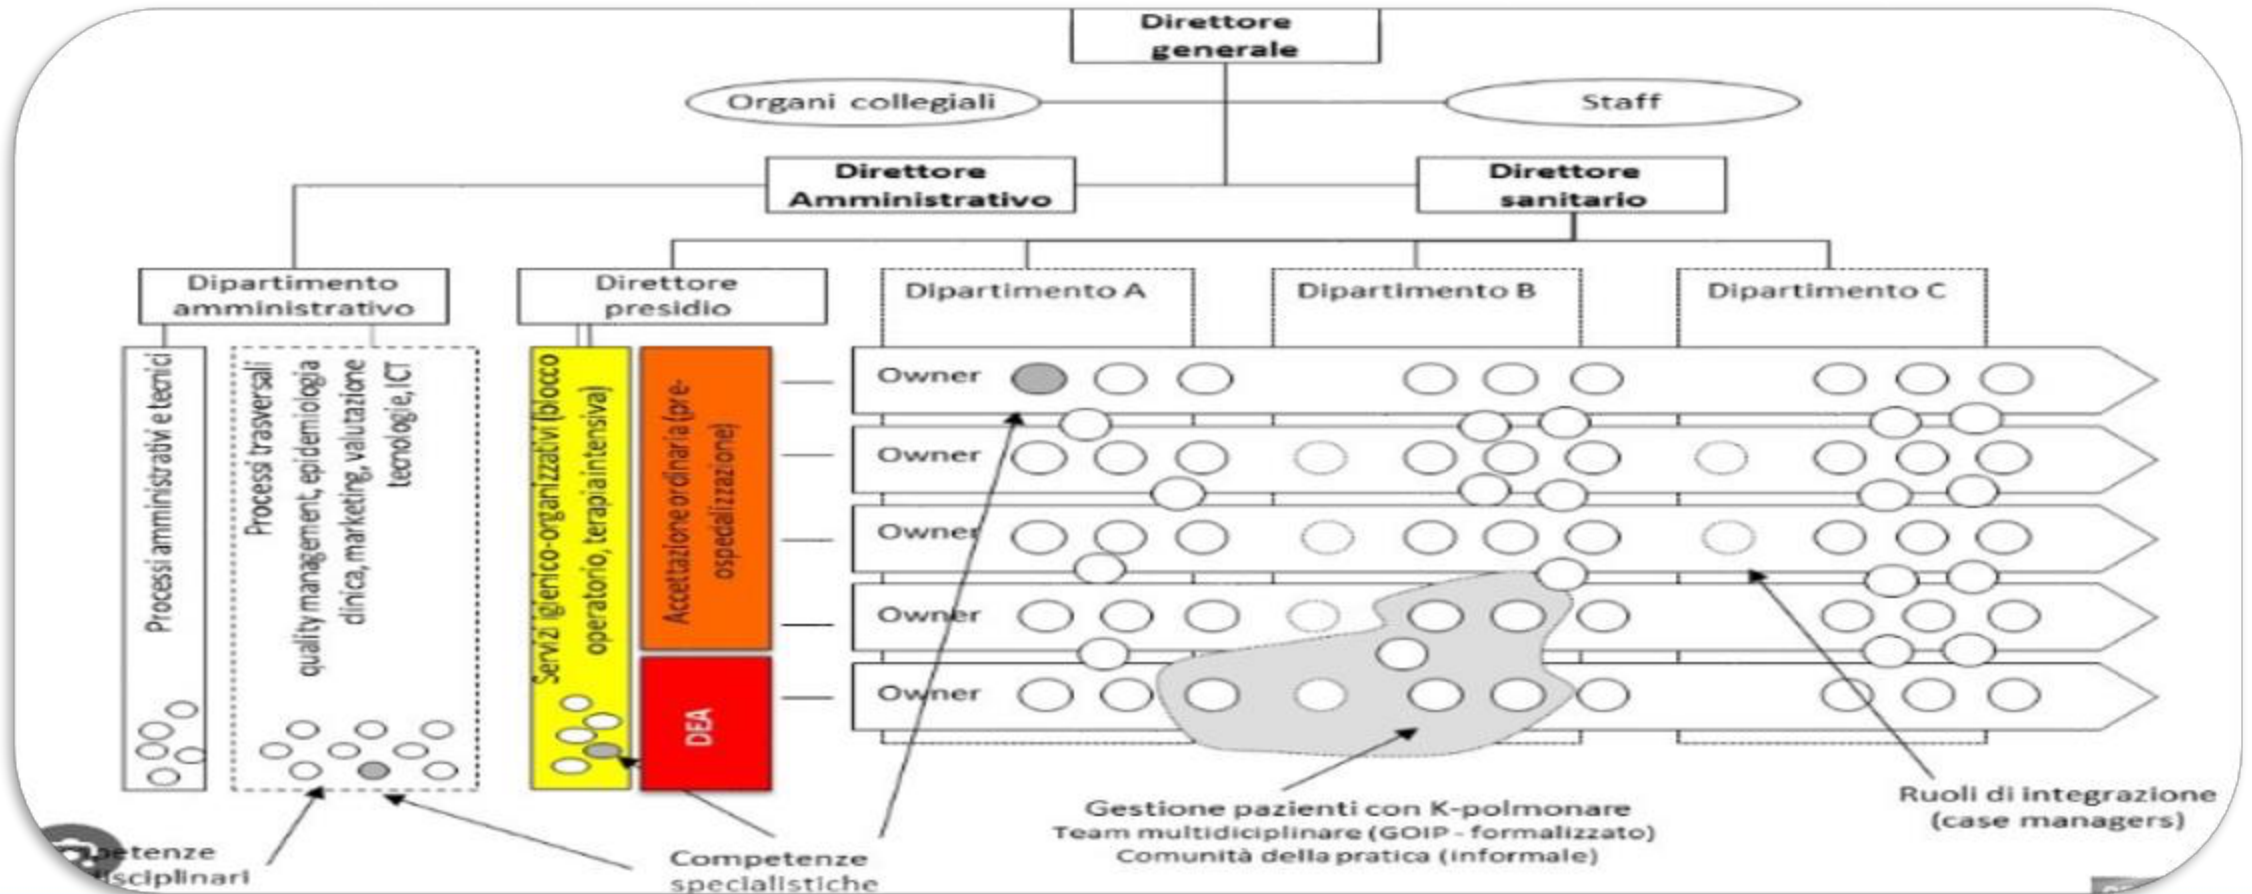 Direttore
generale
Organi collegiali
Staff
Direttore
Amministrativo
Direttore
sanitario
Dipartimento
amministrativo
Direttore
presidio
Dipartimento A
Dipartimento B
Dipartimento C
Processi amministrativi e tecnici
Processi trasversali
quality management, epidemiologia
clinica, marketing, valutazione
tecnologie, ICT
Servizi igienico-organizzativi (blocco
operatorio, terapia intensiva)
Accettazione ordinaria (pre-
ospedalizzazione)
DEA
Owner
Owner
Owner
Owner
Owner
petenze
isciplinari
Competenze
specialistiche
Gestione pazienti con K-polmonare
Team multidiciplinare (GOIP - formalizzato)
Comunità della pratica (informale)
Ruoli di integrazione
(case managers)